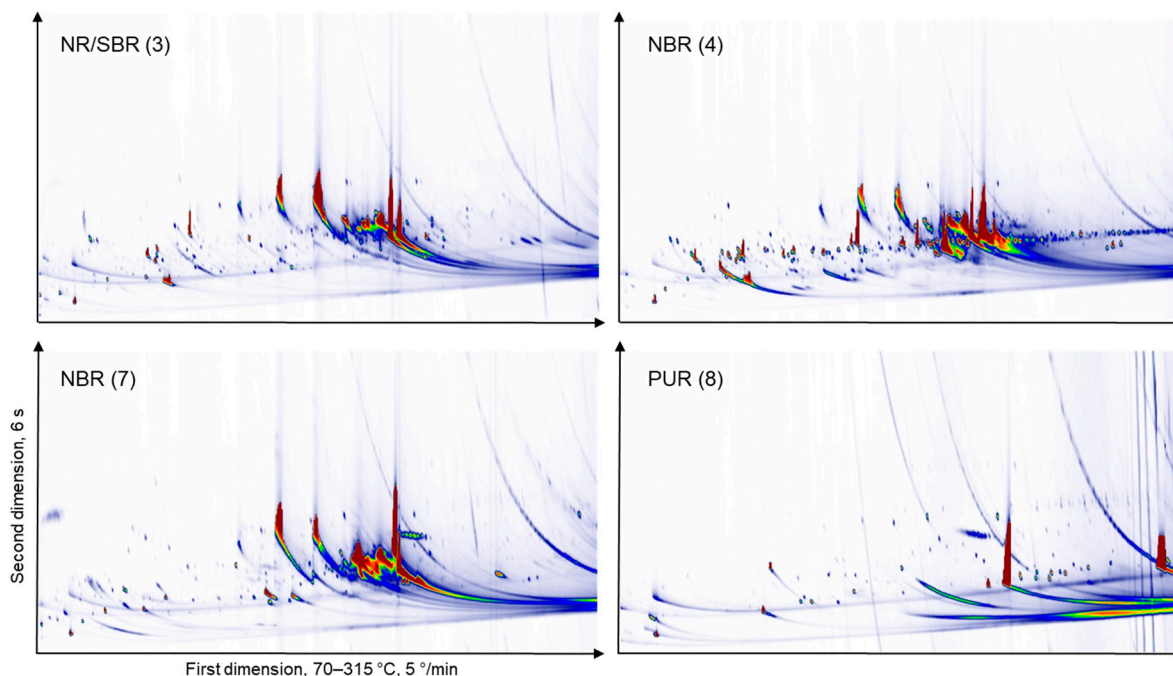 NR/SBR (3)
NBR (4)
NBR (7)
PUR (8)
Second dimension, 6 s
First dimension, 70–315 °C, 5 °/min